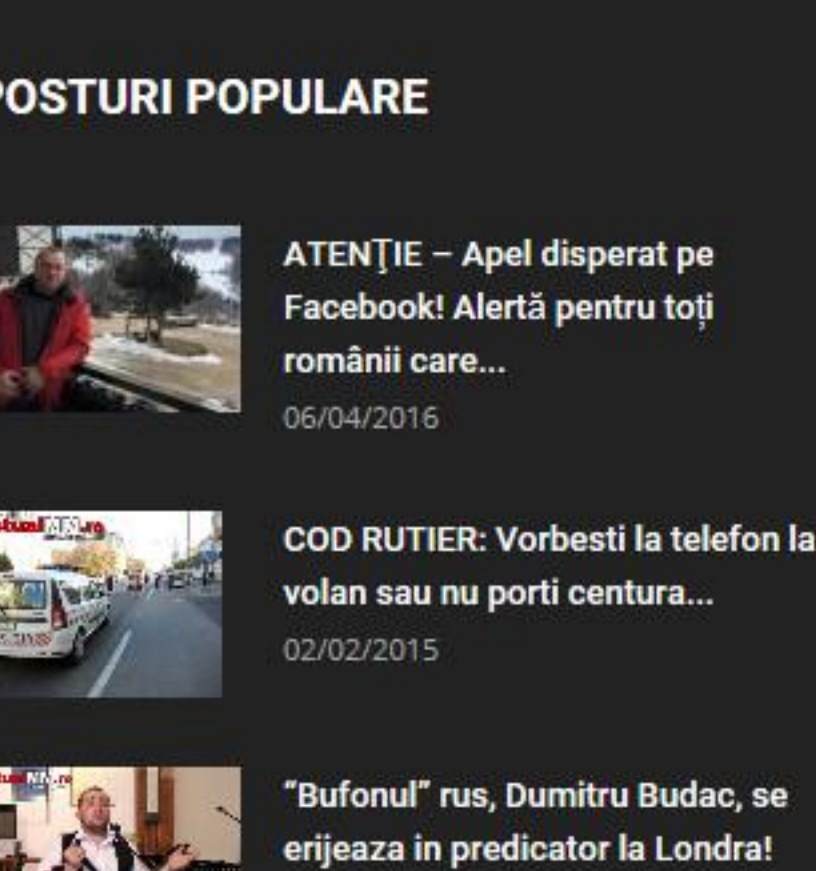 POSTURI POPULARE
ATENŢIE – Apel disperat pe
Facebook! Alertă pentru toți
românii care...
06/04/2016
COD RUTIER: Vorbesti la telefon la
volan sau nu porti centura...
02/02/2015
“Bufonul” rus, Dumitru Budac, se
erijeaza in predicator la Londra!